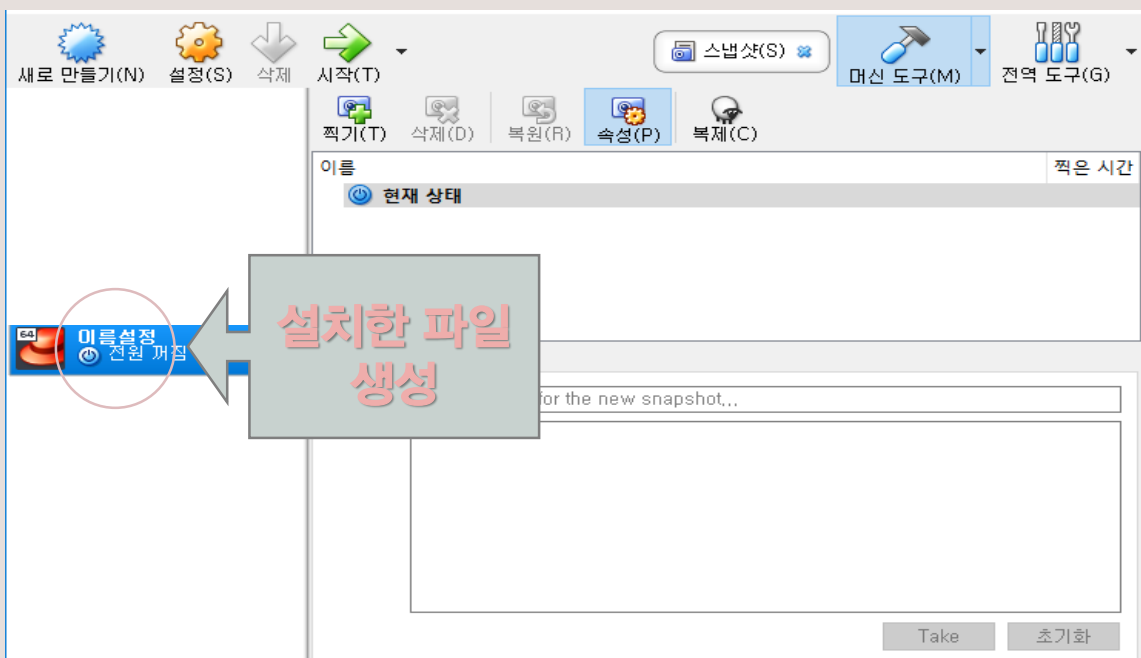 새로 만들기(N) 설정(S) 삭제 시작(T) 스냅샷(S) 머신 도구(M) 전역 도구(G)
찍기(T) 삭제(D) 복원(R) 속성(P) 복제(C)
이름 찍은 시간
현재 상태
64 이름설정
전원 꺼짐
설치한 파일
생성
for the new snapshot...
Take 초기화